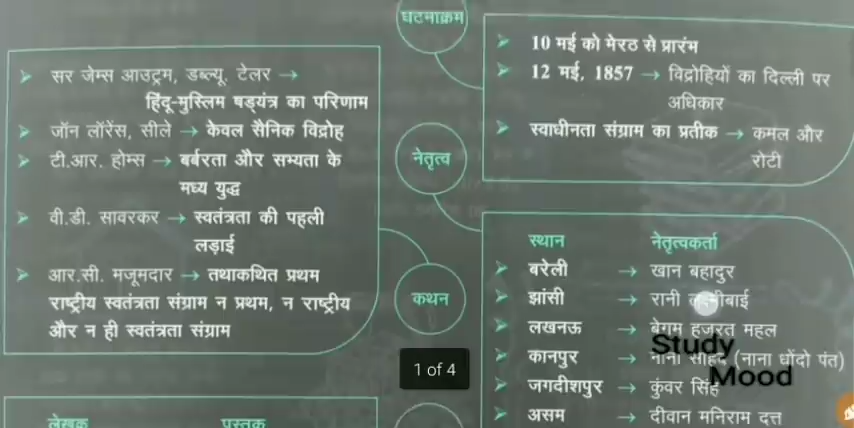 घटनाक्रम
10 मई को मेरठ से प्रारंभ
12 मई, 1857 → विद्रोहियों का दिल्ली पर
अधिकार
स्वाधीनता संग्राम का प्रतीक → कमल और
रोटी
सर जेम्स आउट्रम, डब्ल्यू. टेलर →
हिंदू-मुस्लिम षड्यंत्र का परिणाम
जॉन लॉरेंस, सीले → केवल सैनिक विद्रोह
टी.आर. होम्स → बर्बरता और सभ्यता के
मध्य युद्ध
वी.डी. सावरकर → स्वतंत्रता की पहली
लड़ाई
आर.सी. मजूमदार → तथाकथित प्रथम
राष्ट्रीय स्वतंत्रता संग्राम न प्रथम, न राष्ट्रीय
और न ही स्वतंत्रता संग्राम
नेतृत्व
कथन
स्थान नेतृत्वकर्ता
बरेली → खान बहादुर
झांसी → रानी लक्ष्मीबाई
लखनऊ → बेगम हजरत महल
कानपुर → नाना साहब (नाना धोंदो पंत)
जगदीशपुर → कुंवर सिंह
असम → दीवान मनिराम दत्त
Study
Mood
1 of 4
लेखक पुस्तक